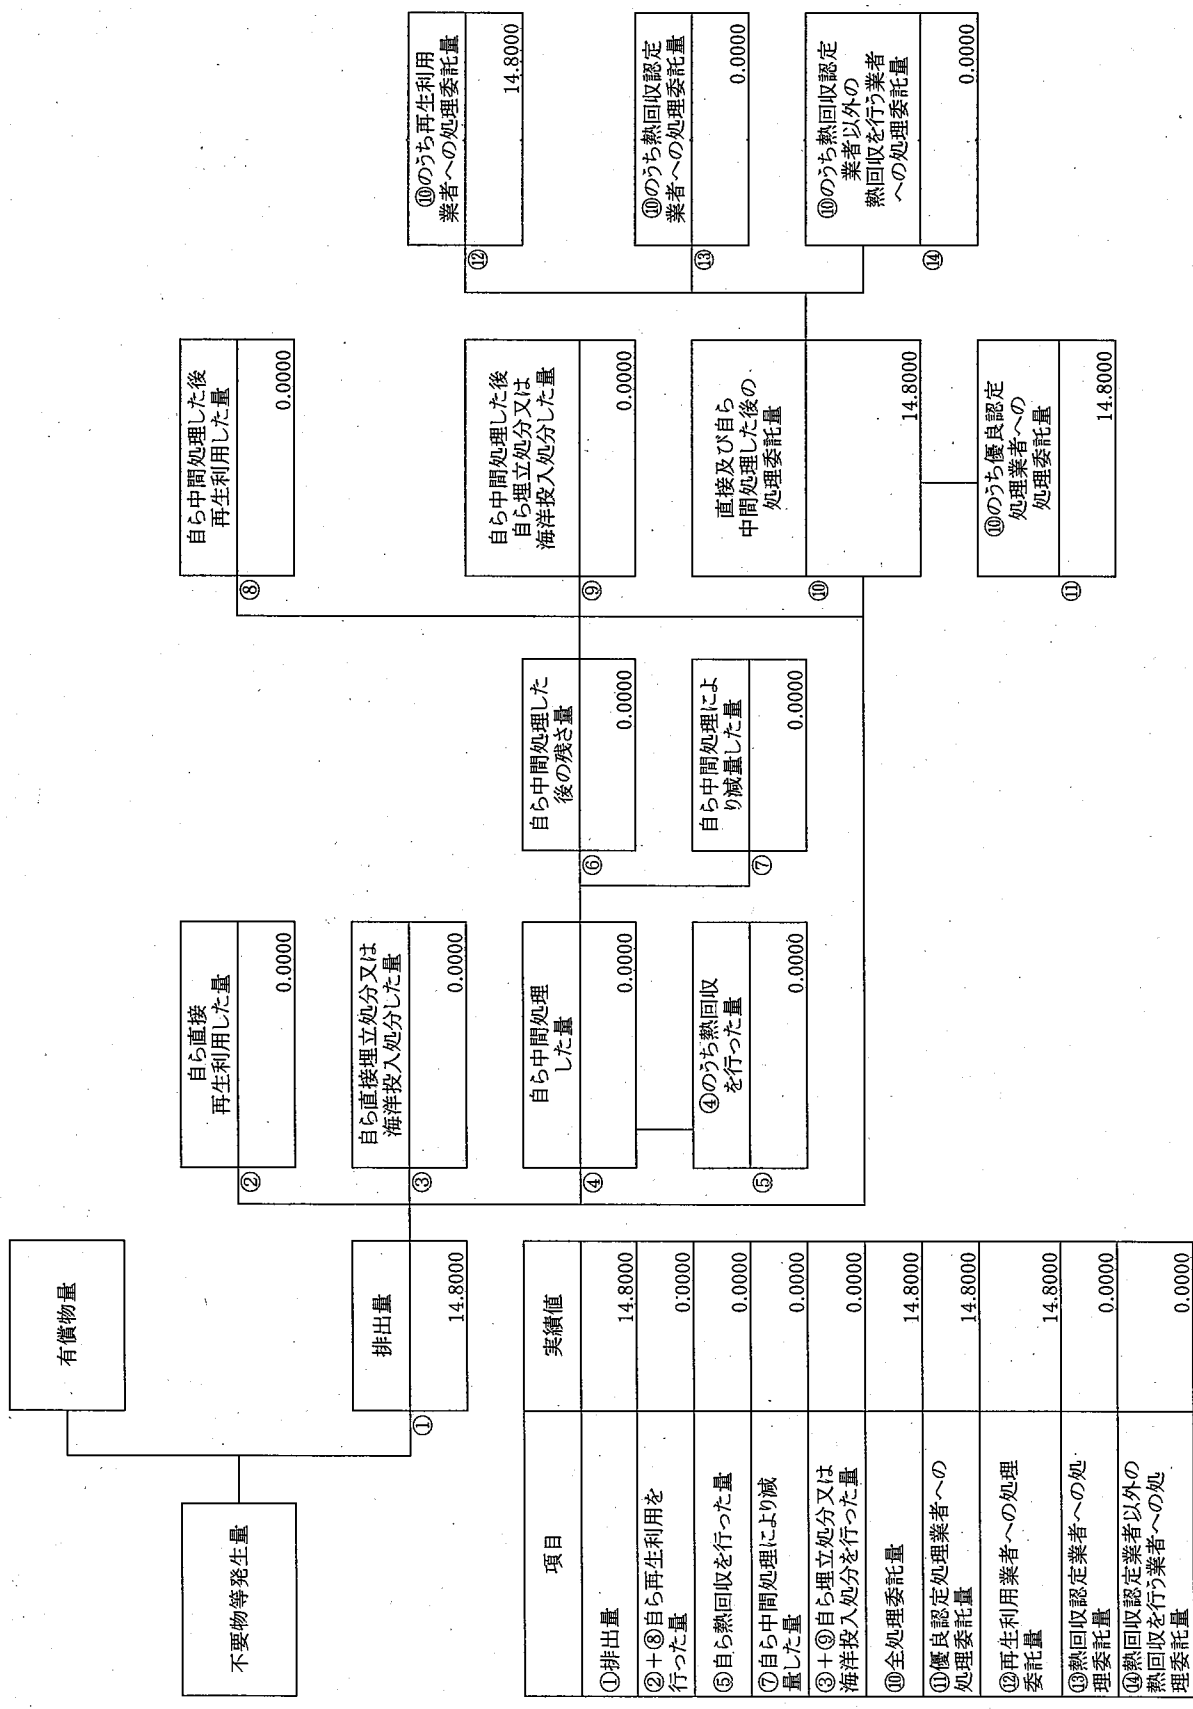 不要物等発生量
有償物量
排出量
①
14.8000
自ら直接
再生利用した量
②
0.0000
自ら直接埋立処分又は
海洋投入処分した量
③
0.0000
自ら中間処理
した量
④
0.0000
④のうち熱回収
を行った量
⑤
0.0000
自ら中間処理した
後の残さ量
⑥
0.0000
自ら中間処理によ
り減量した量
⑦
0.0000
自ら中間処理した後
再生利用した量
⑧
0.0000
自ら中間処理した後
自ら埋立処分又は
海洋投入処分した量
⑨
0.0000
直接及び自ら
中間処理した後の
処理委託量
⑩
14.8000
⑩のうち優良認定
処理業者への
処理委託量
⑪
14.8000
⑩のうち再生利用
業者への処理委託量
⑫
14.8000
⑩のうち熱回収認定
業者への処理委託量
⑬
0.0000
⑩のうち熱回収認定
業者以外の
熱回収を行う業者
への処理委託量
⑭
0.0000
項目 実績値
①排出量 14.8000
②+⑧自ら再生利用を
行った量 0.0000
⑤自ら熱回収を行った量 0.0000
⑦自ら中間処理により減
量した量 0.0000
③+⑨自ら埋立処分又は
海洋投入処分を行った量 0.0000
⑩全処理委託量 14.8000
⑪優良認定処理業者への
処理委託量 14.8000
⑫再生利用業者への処理
委託量 14.8000
⑬熱回収認定業者への処
理委託量 0.0000
⑭熱回収認定業者以外の
熱回収を行う業者への処
理委託量 0.0000